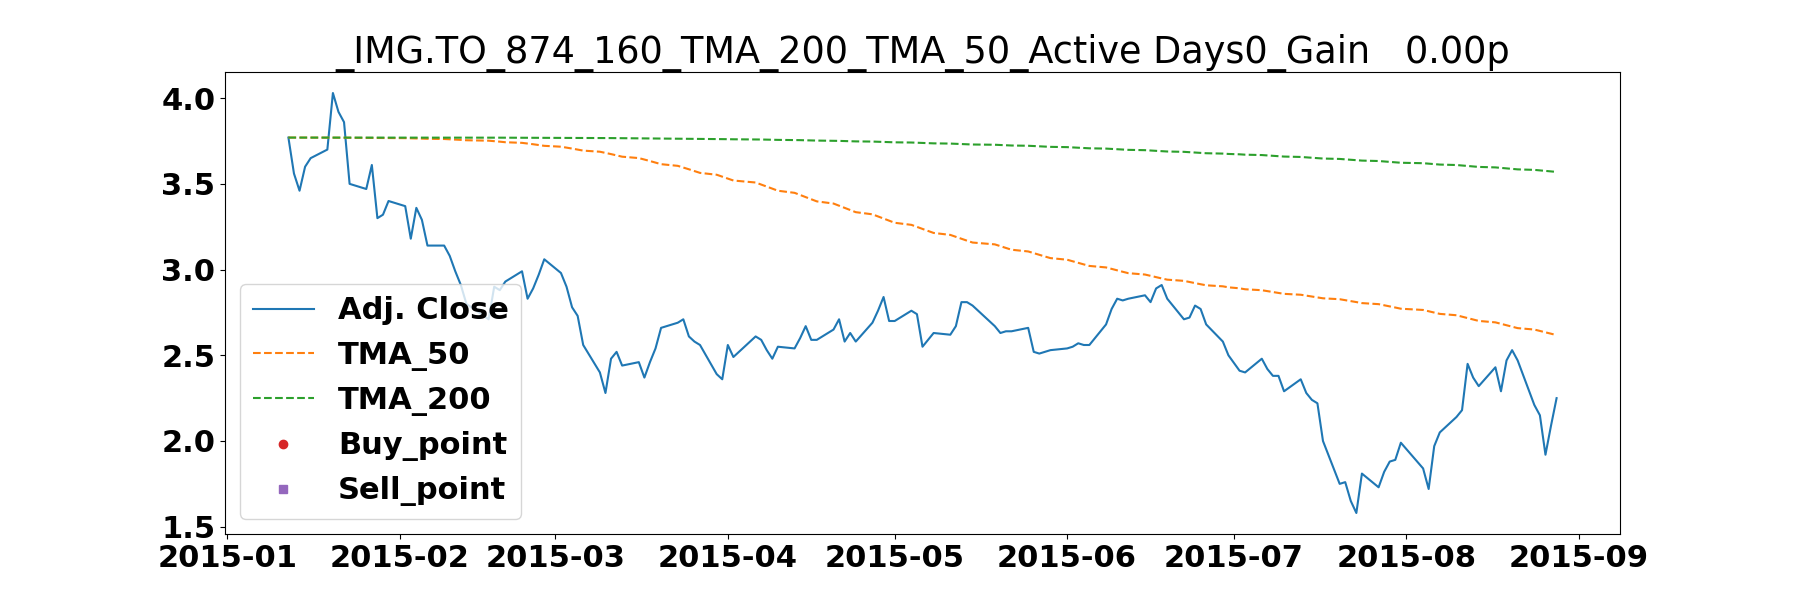 _IMG.TO_874_160_TMA_200_TMA_50_Active Days0_Gain   0.00p
4.0
3.5
3.0
2.5
2.0
1.5
Adj. Close
TMA_50
TMA_200
Buy_point
Sell_point
2015-01 2015-02 2015-03 2015-04 2015-05 2015-06 2015-07 2015-08 2015-09